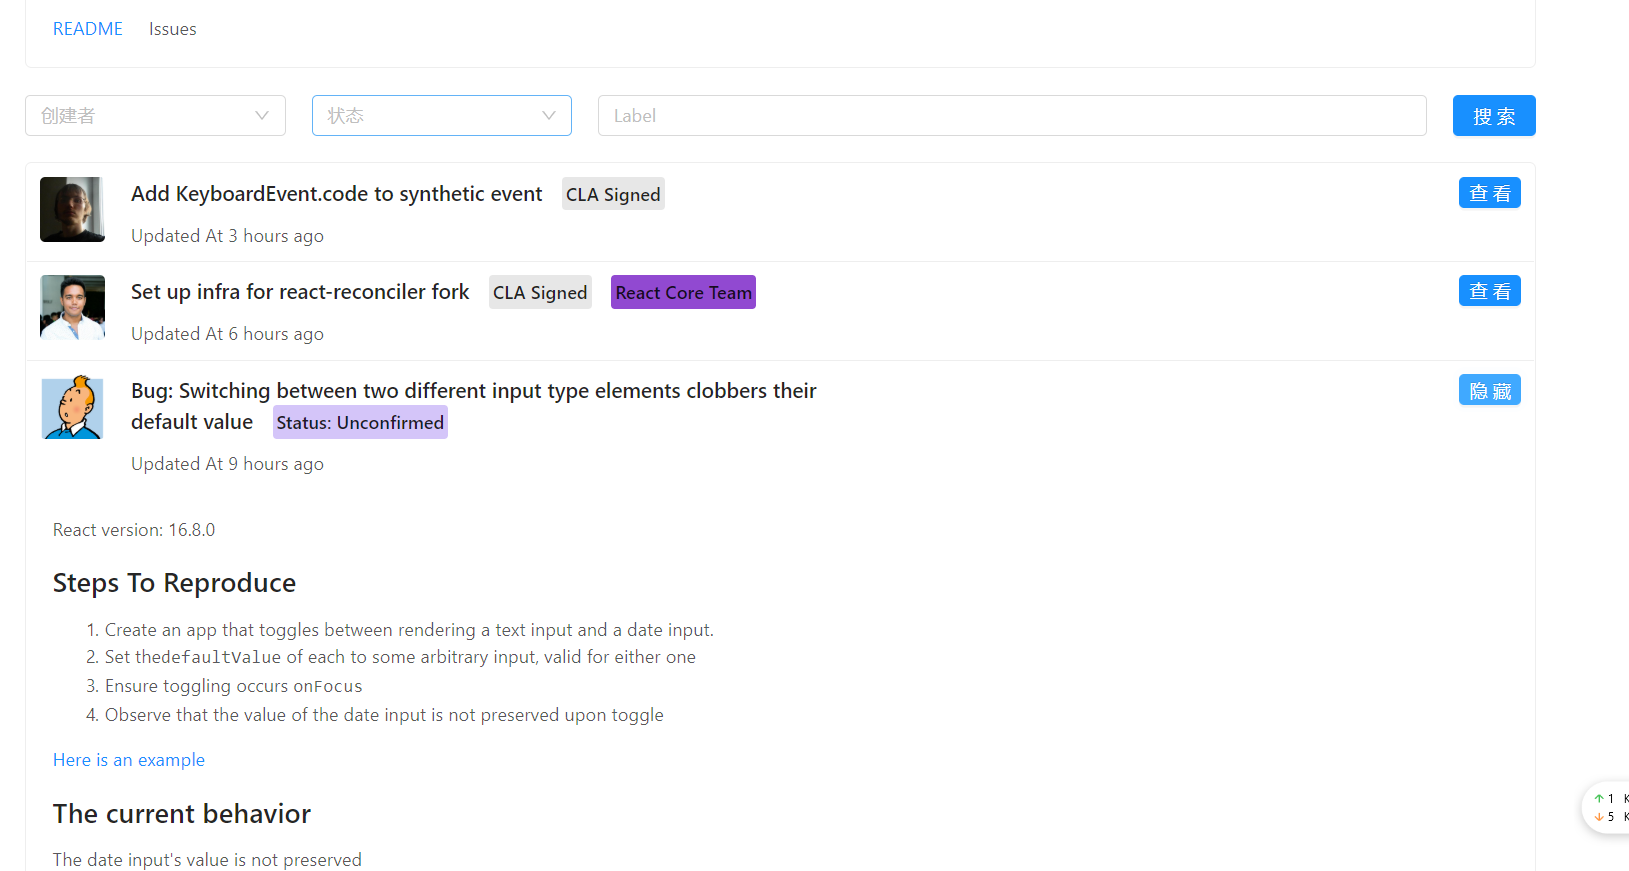 README Issues
创建者 状态 Label 搜索
Add KeyboardEvent.code to synthetic event CLA Signed 查看
Updated At 3 hours ago
Set up infra for react-reconciler fork CLA Signed React Core Team 查看
Updated At 6 hours ago
Bug: Switching between two different input type elements clobbers their 隐藏
default value Status: Unconfirmed
Updated At 9 hours ago
React version: 16.8.0
Steps To Reproduce
1. Create an app that toggles between rendering a text input and a date input.
2. Set thedefaultValue of each to some arbitrary input, valid for either one
3. Ensure toggling occurs onFocus
4. Observe that the value of the date input is not preserved upon toggle
Here is an example
The current behavior
↑ 1 K
↓ 5 K
The date input's value is not preserved